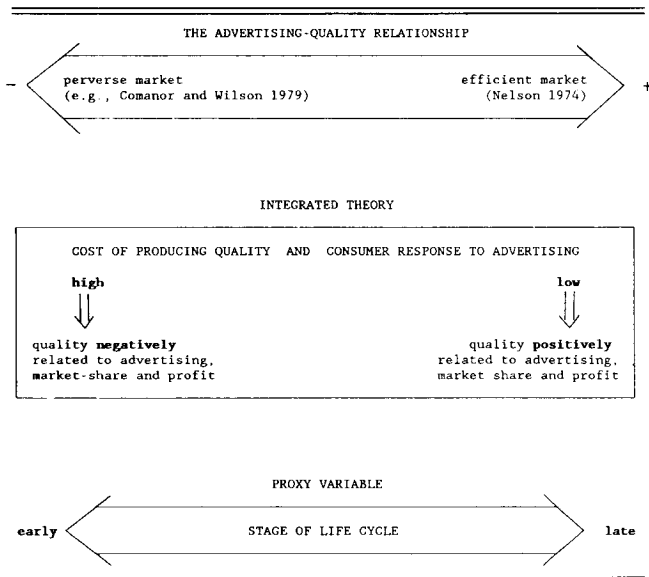 THE ADVERTISING-QUALITY RELATIONSHIP
perverse market efficient market
- (e.g., Comanor and Wilson 1979) (Nelson 1974) +
INTEGRATED THEORY
COST OF PRODUCING QUALITY AND CONSUMER RESPONSE TO ADVERTISING
high low
quality negatively quality positively
related to advertising, related to advertising,
market-share and profit market share and profit
PROXY VARIABLE
early STAGE OF LIFE CYCLE late